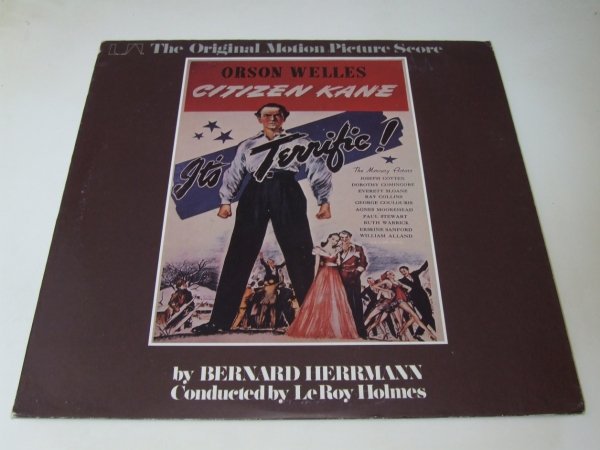 UA The Original Motion Picture Score
ORSON WELLES
CITIZEN KANE
It's Terrific!
The Mercury Actors
JOSEPH COTTEN
DOROTHY COMINGORE
EVERETT SLOANE
RAY COLLINS
GEORGE COULOURIS
AGNES MOOREHEAD
PAUL STEWART
RUTH WARRICK
ERSKINE SANFORD
WILLIAM ALLAND
by BERNARD HERRMANN
Conducted by LeRoy Holmes